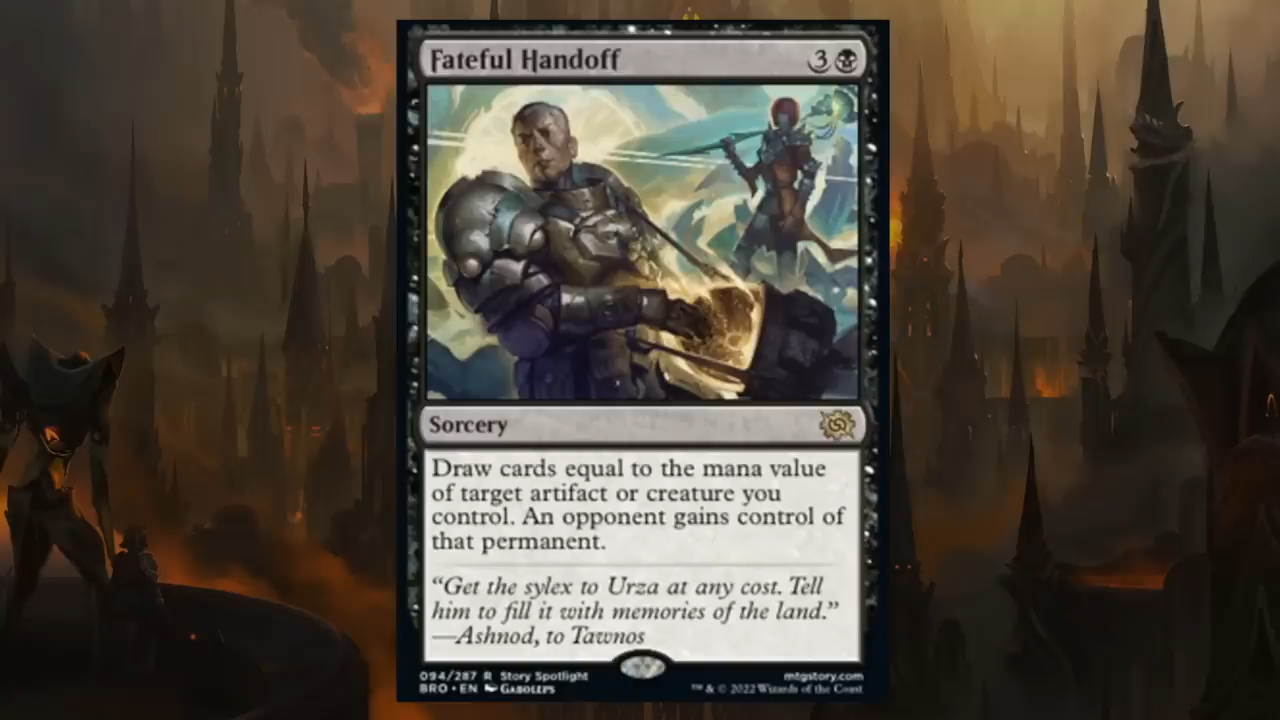 Fateful Handoff 3
Sorcery
Draw cards equal to the mana value
of target artifact or creature you
control. An opponent gains control of
that permanent.
“Get the sylex to Urza at any cost. Tell
him to fill it with memories of the land.”
—Ashnod, to Tawnos
094/287 R Story Spotlight mtgstory.com
BRO • EN Gaboleps ™ & © 2022 Wizards of the Coast